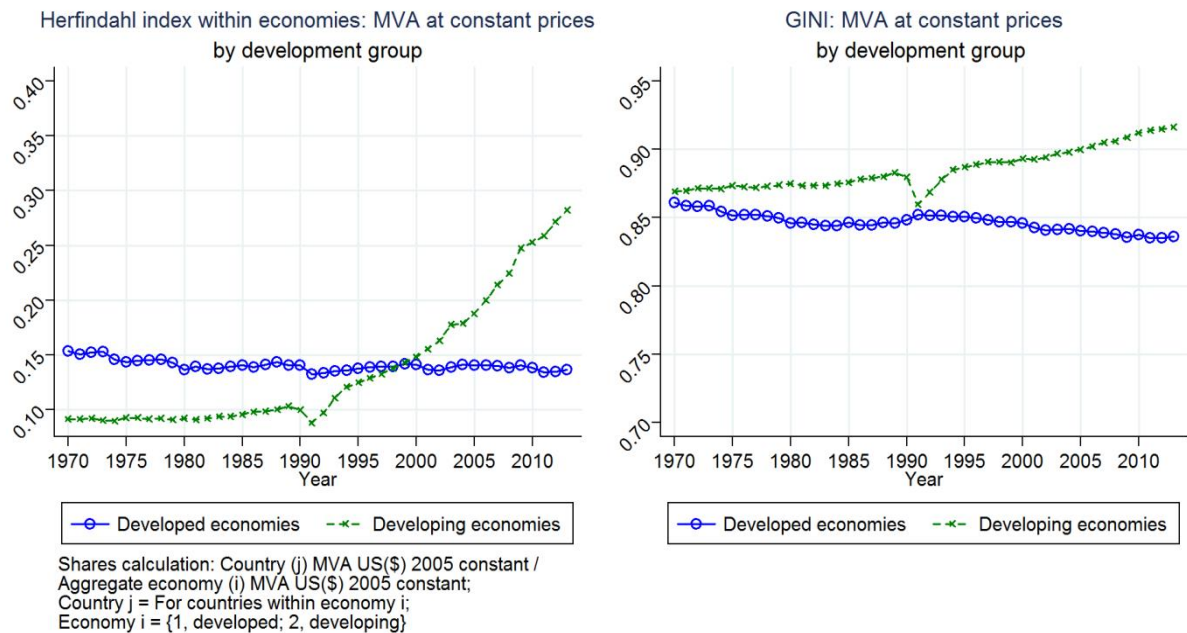 Herfindahl index within economies: MVA at constant prices
by development group
0.40
0.35
0.30
0.25
0.20
0.15
0.10
1970 1975 1980 1985 1990 1995 2000 2005 2010
Year
Developed economies Developing economies
Shares calculation: Country (j) MVA US($) 2005 constant /
Aggregate economy (i) MVA US($) 2005 constant;
Country j = For countries within economy i;
Economy i = {1, developed; 2, developing}
GINI: MVA at constant prices
by development group
0.95
0.90
0.85
0.80
0.75
0.70
1970 1975 1980 1985 1990 1995 2000 2005 2010
Year
Developed economies Developing economies